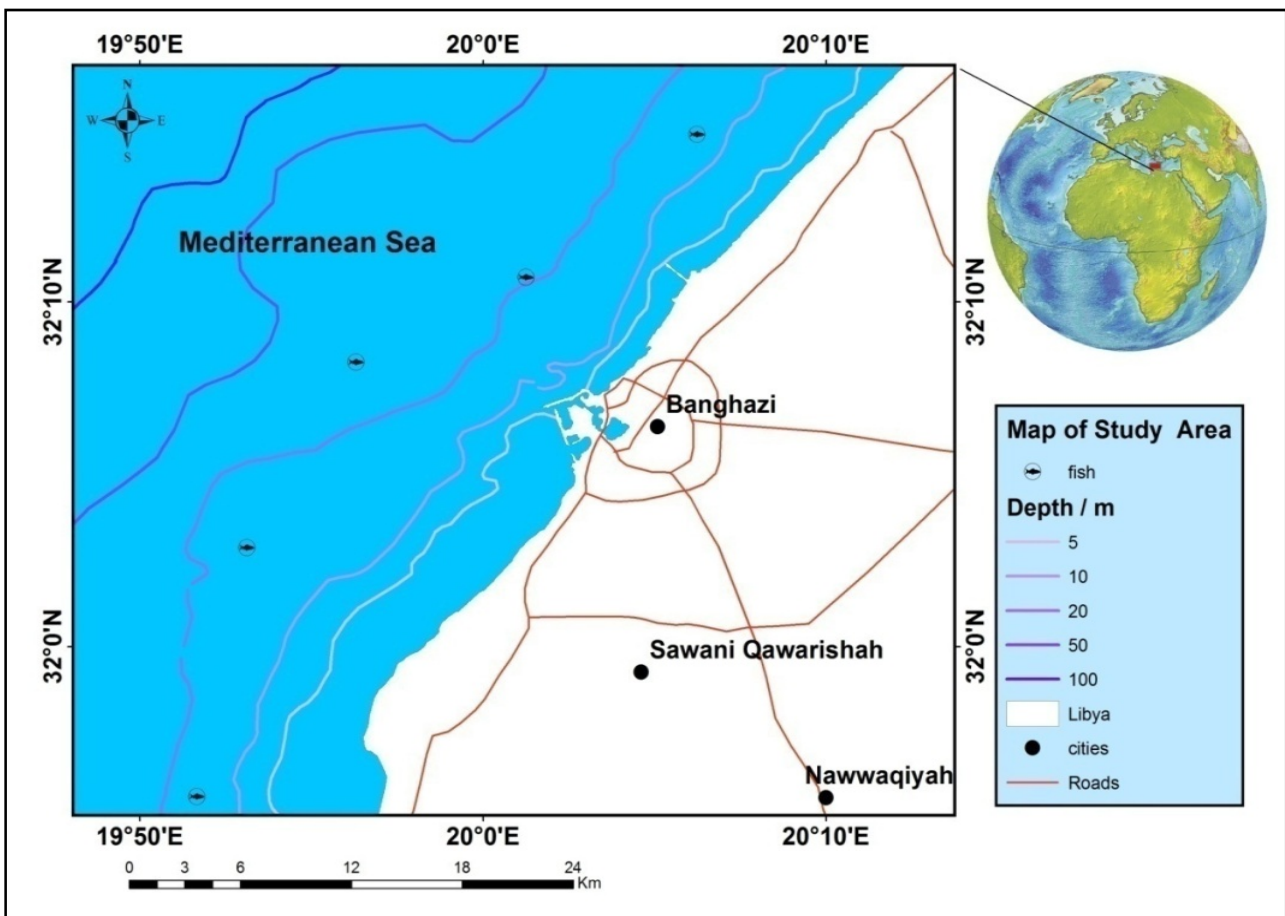 19°50'E 20°0'E 20°10'E
N
W E
S
Mediterranean Sea
32°10'N 32°10'N
Banghazi
Map of Study Area
fish
Depth / m
5
10
20
50
100
Libya
cities
Roads
32°0'N 32°0'N
Sawani Qawarishah
Nawwaqiyah
19°50'E 20°0'E 20°10'E
0 3 6 12 18 24
Km